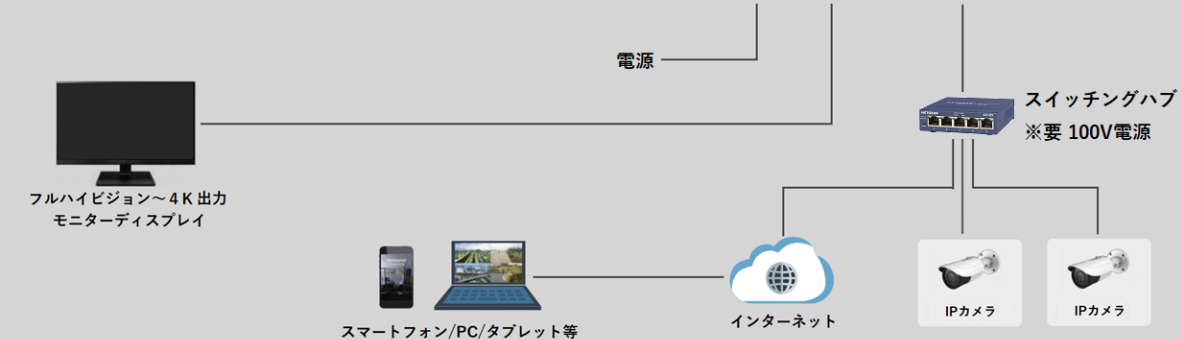 電源
スイッチングハブ
※要 100V電源
フルハイビジョン～4K出力
モニターディスプレイ
NETGEAR
スマートフォン/PC/タブレット等
インターネット
IPカメラ
IPカメラ